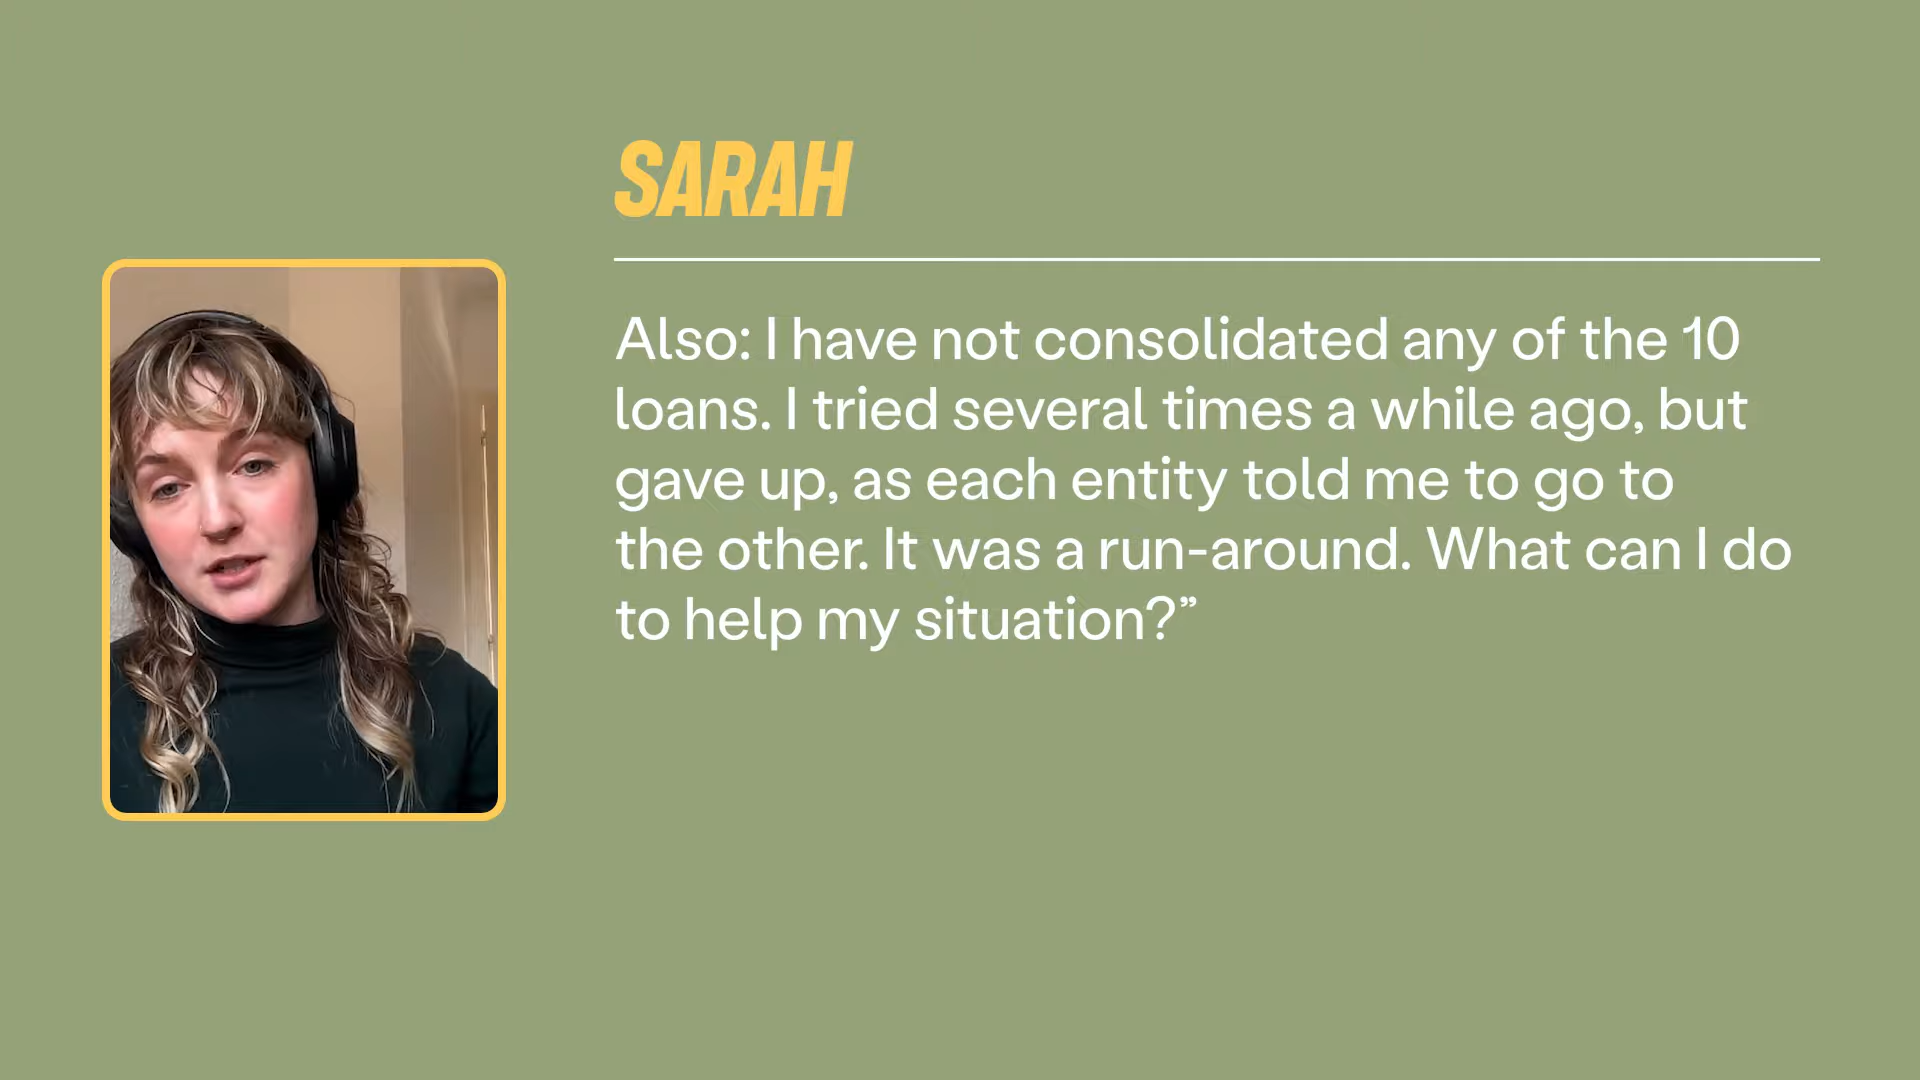 SARAH
Also: I have not consolidated any of the 10
loans. I tried several times a while ago, but
gave up, as each entity told me to go to
the other. It was a run-around. What can I do
to help my situation?”